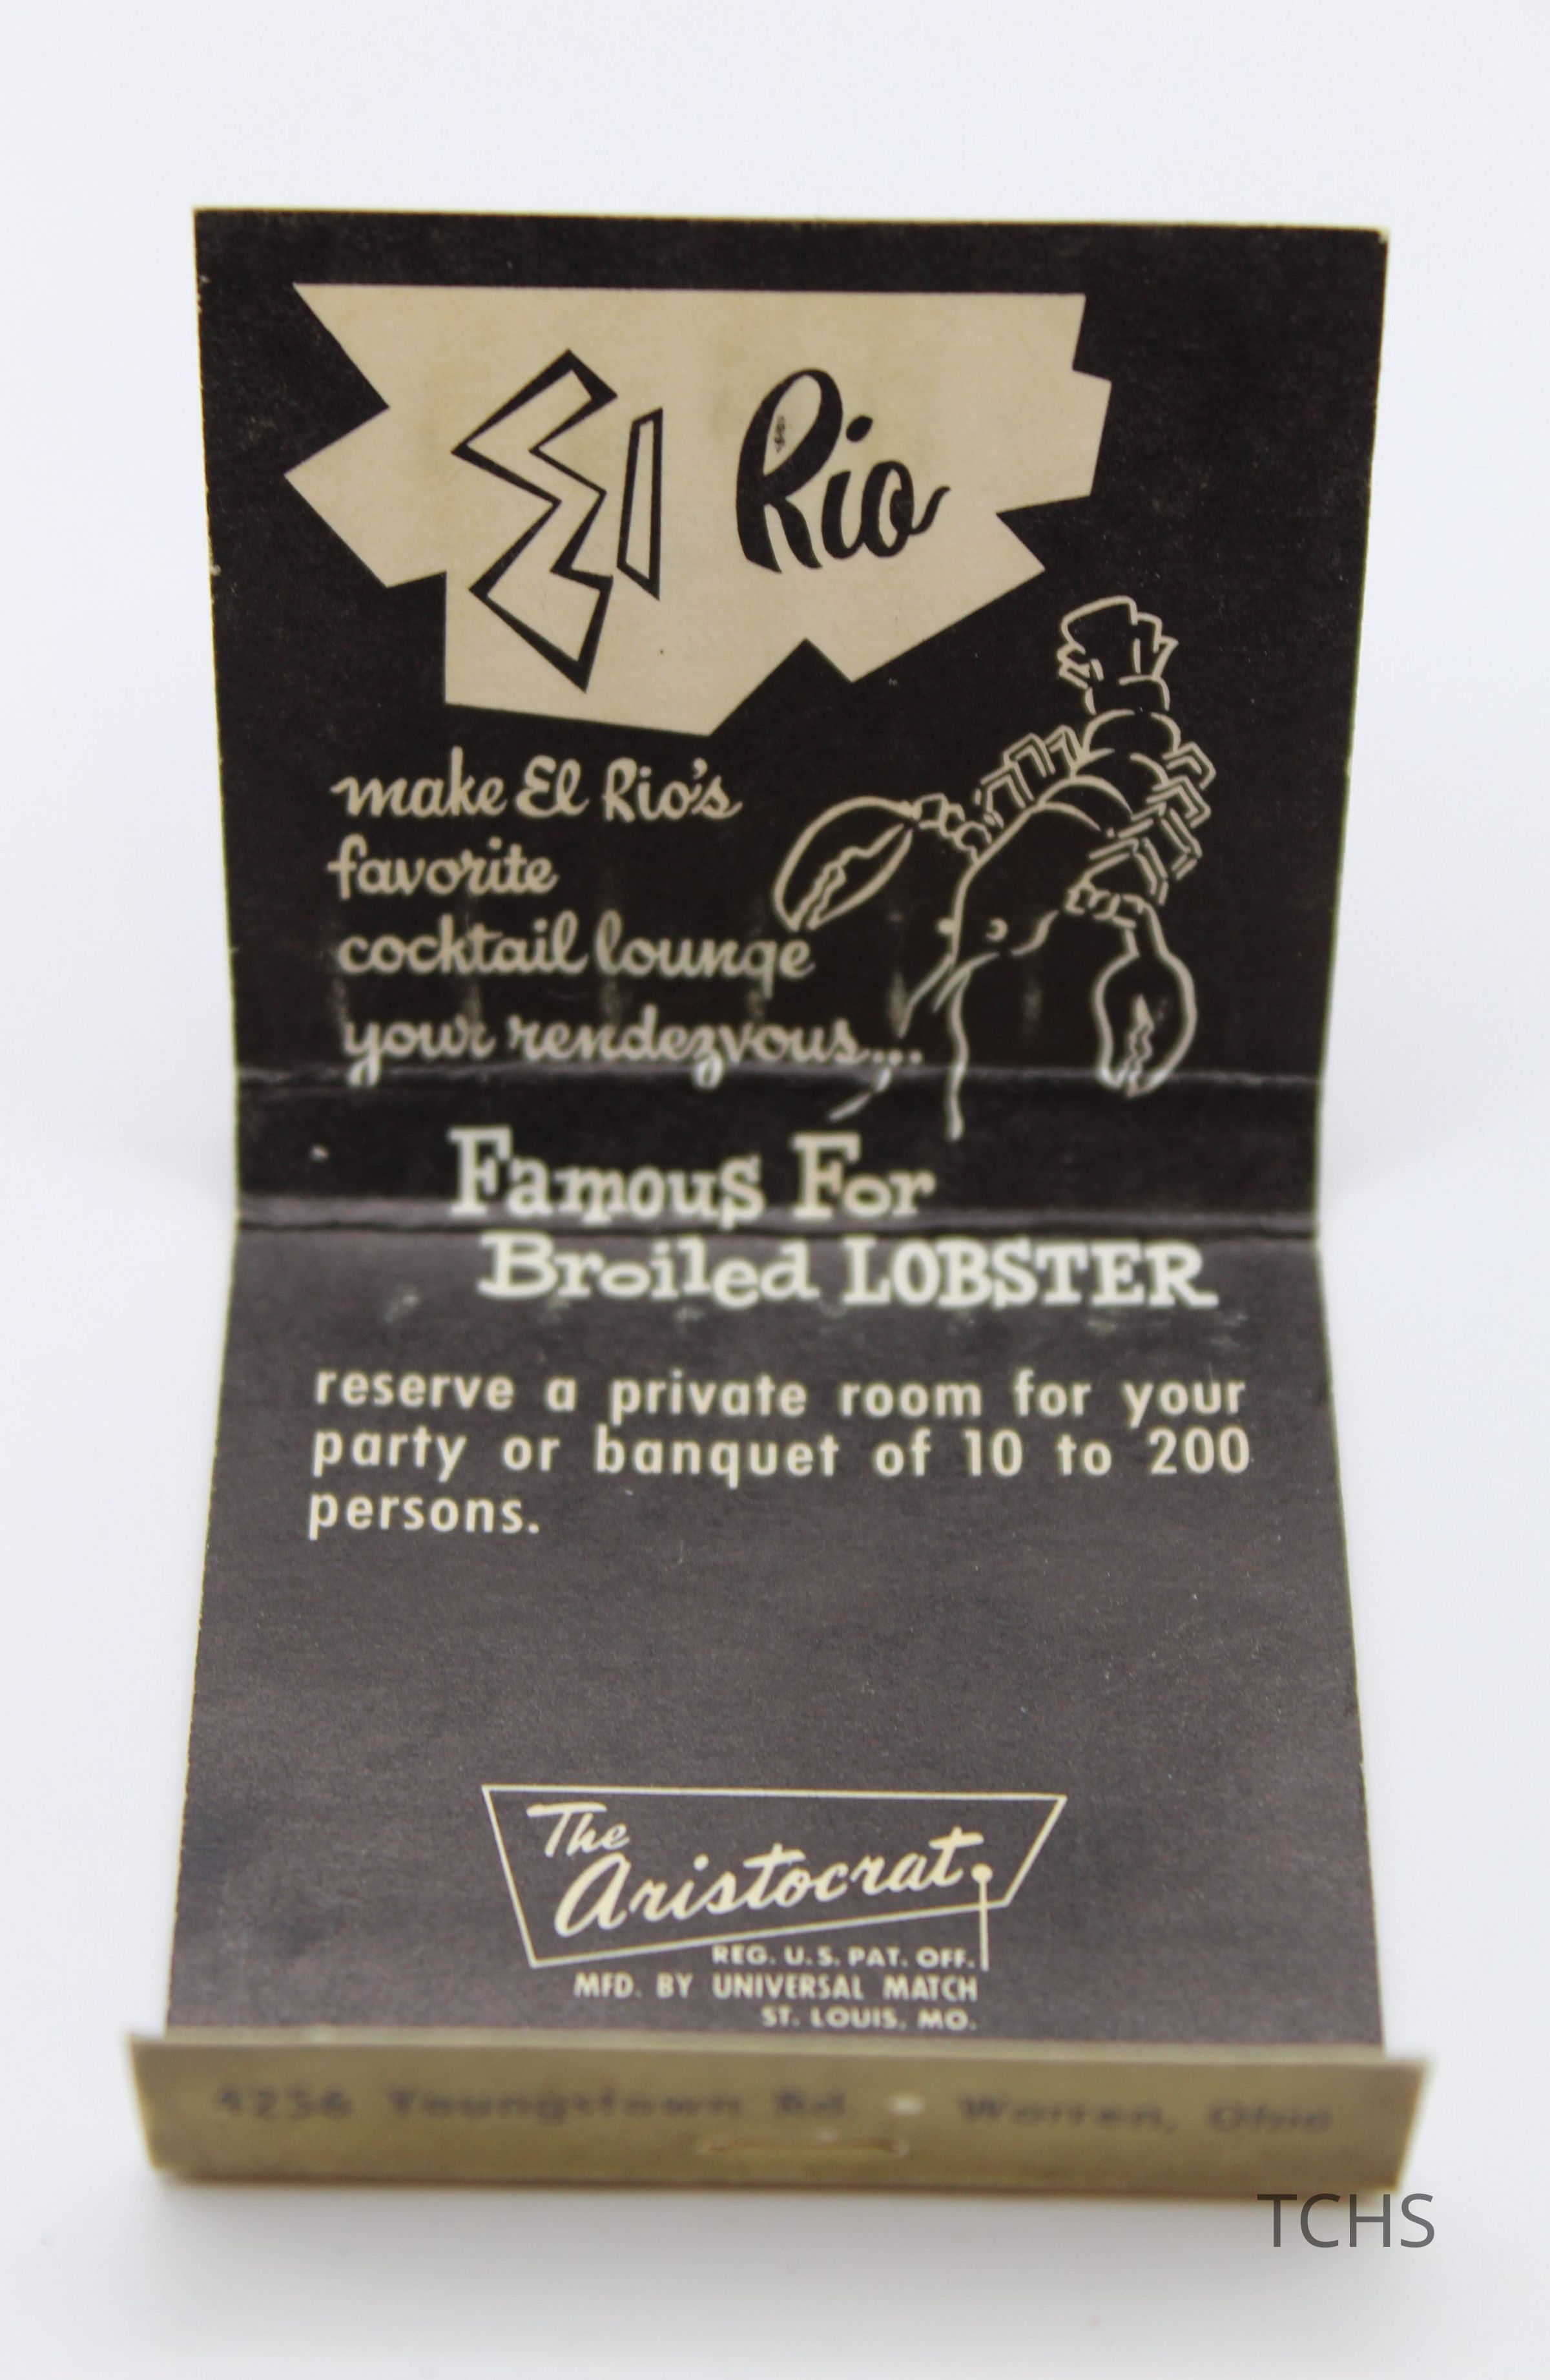 El Rio
make El Rio's
favorite
cocktail lounge
your rendezvous...
Famous For
Broiled LOBSTER
reserve a private room for your
party or banquet of 10 to 200
persons.
The
Aristocrat
REG. U.S. PAT. OFF.
MFD. BY UNIVERSAL MATCH
ST. LOUIS, MO.
4256 Youngstown Rd. • Warren, Ohio
TCHS